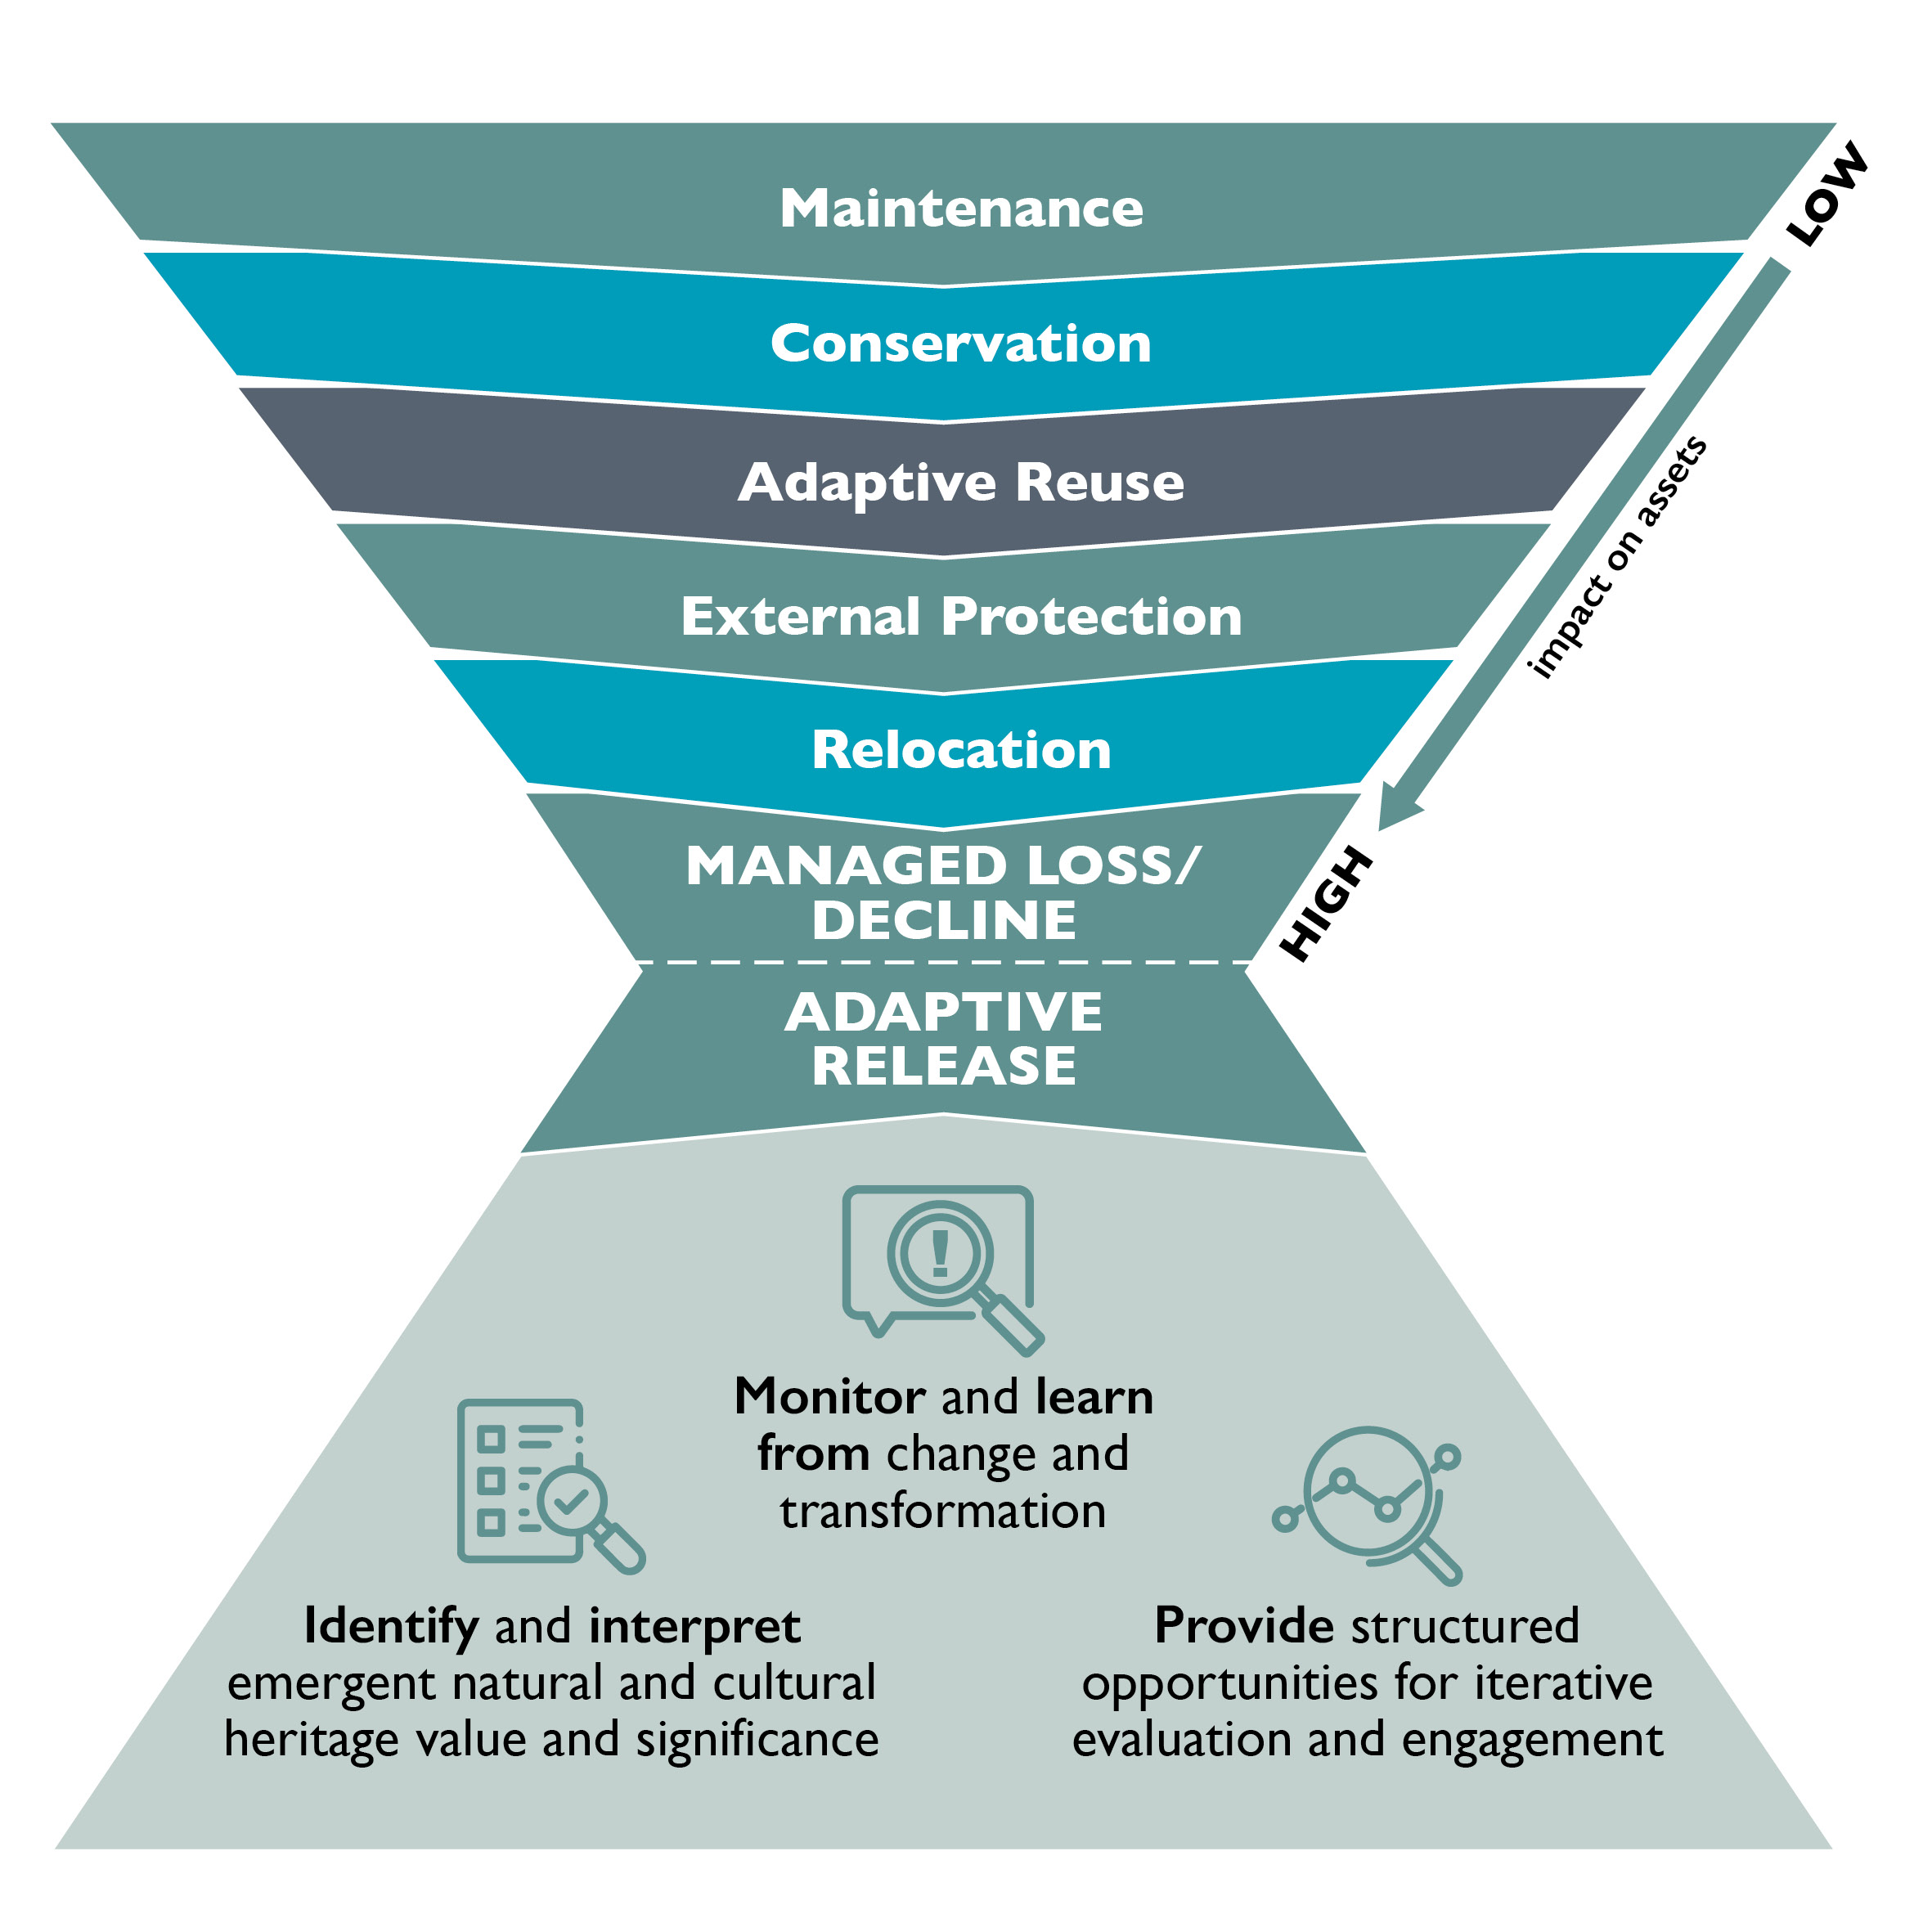 Maintenance
LOW
Conservation
Adaptive Reuse
impact on assets
External Protection
Relocation
MANAGED LOSS/
DECLINE
HIGH
ADAPTIVE
RELEASE
!
Monitor and learn
from change and
transformation
Identify and interpret
emergent natural and cultural
heritage value and significance
Provide structured
opportunities for iterative
evaluation and engagement